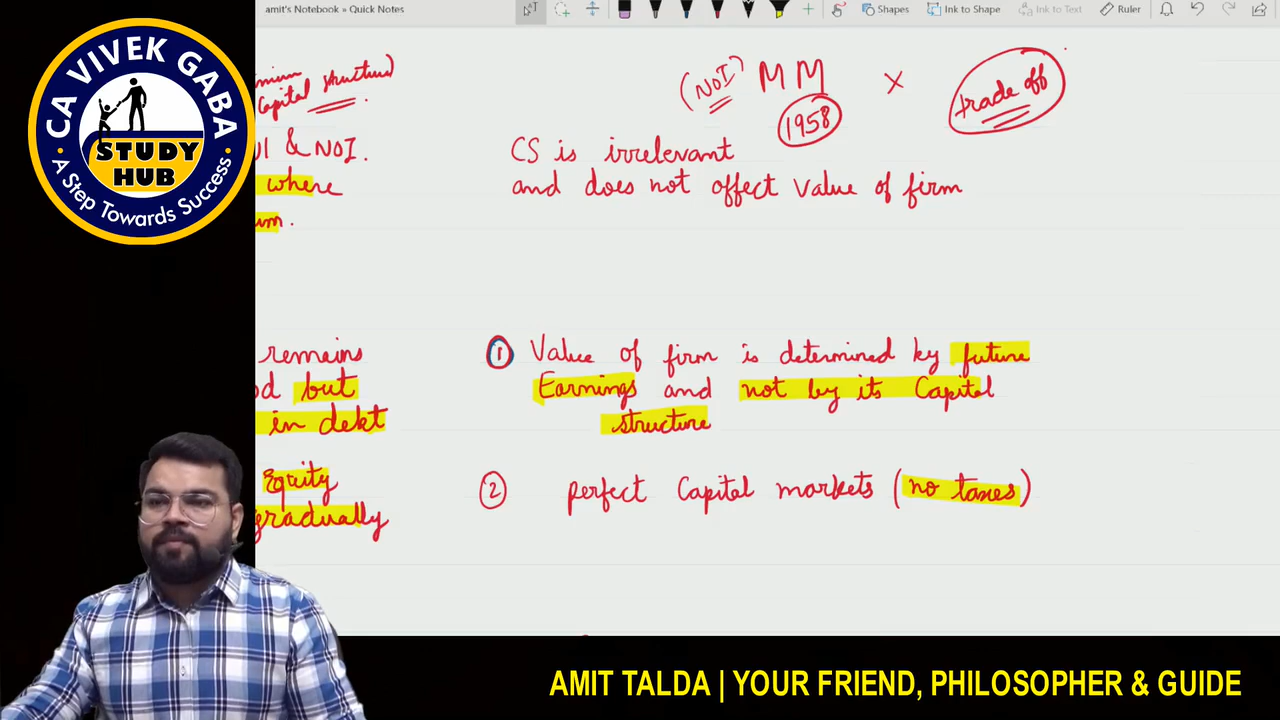 amit's Notebook » Quick Notes
Shapes
Ink to Shape
Ink to Text
Ruler
CA VIVEK GABA
STUDY
HUB
• A Step Towards Success •
Capital structure)
& NOI.
where
remains
but
in debt
Equity
gradually
(NOI) MM × trade off
1958
CS is irrelevant
and does not affect value of firm
① Value of firm is determined by future
Earnings and not by its Capital
structure
② perfect Capital markets (no taxes)
AMIT TALDA | YOUR FRIEND, PHILOSOPHER & GUIDE